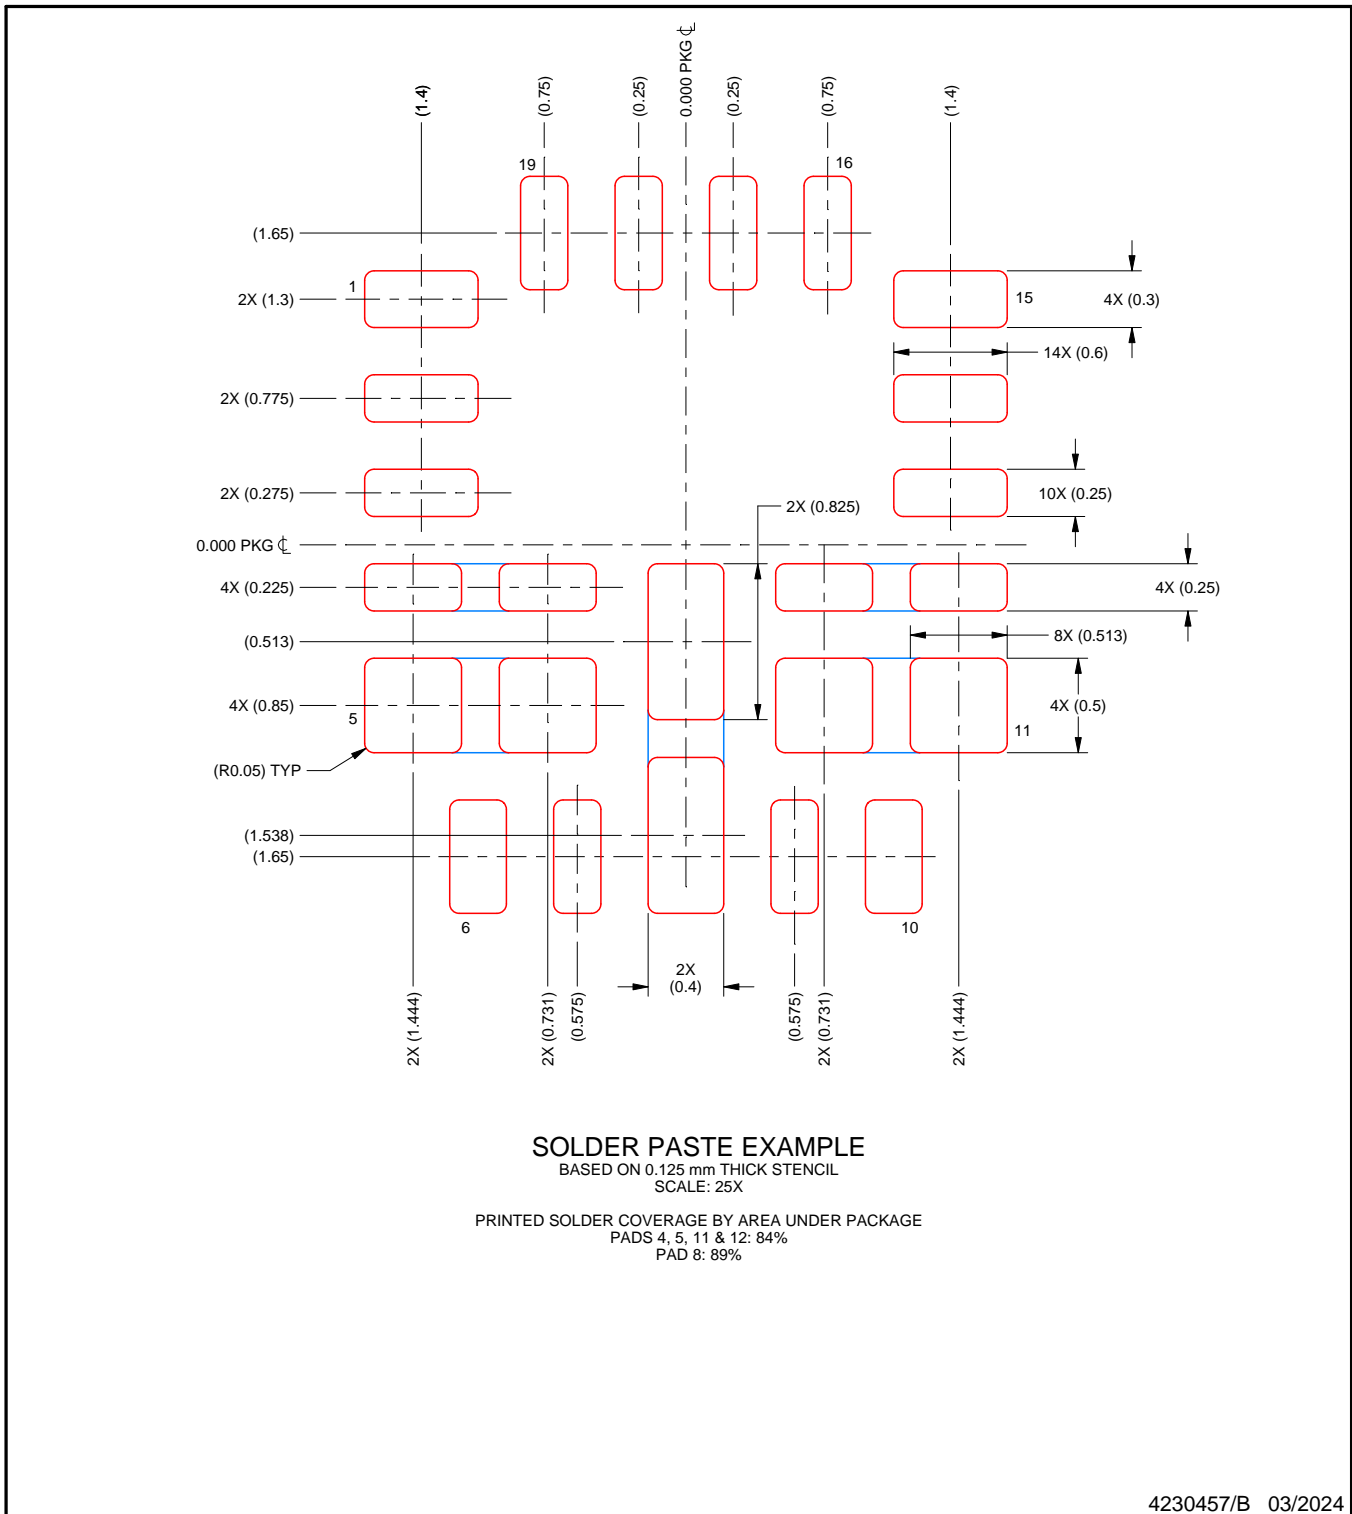 0.000 PKG ℄
(1.4)
(0.75)
(0.25)
(0.25)
(0.75)
(1.4)
19
16
(1.65)
1
2X (1.3)
15
4X (0.3)
14X (0.6)
2X (0.775)
2X (0.275)
10X (0.25)
2X (0.825)
0.000 PKG ℄
4X (0.225)
4X (0.25)
(0.513)
8X (0.513)
4X (0.85)
5
4X (0.5)
11
(R0.05) TYP
(1.538)
(1.65)
6
10
2X
(0.4)
2X (1.444)
2X (0.731)
(0.575)
(0.575)
2X (0.731)
2X (1.444)
SOLDER PASTE EXAMPLE
BASED ON 0.125 mm THICK STENCIL
SCALE: 25X
PRINTED SOLDER COVERAGE BY AREA UNDER PACKAGE
PADS 4, 5, 11 & 12: 84%
PAD 8: 89%
4230457/B 03/2024